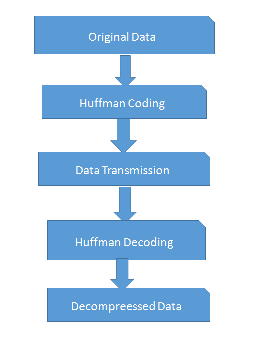 Original Data
Huffman Coding
Data Transmission
Huffman Decoding
Decompreessed Data